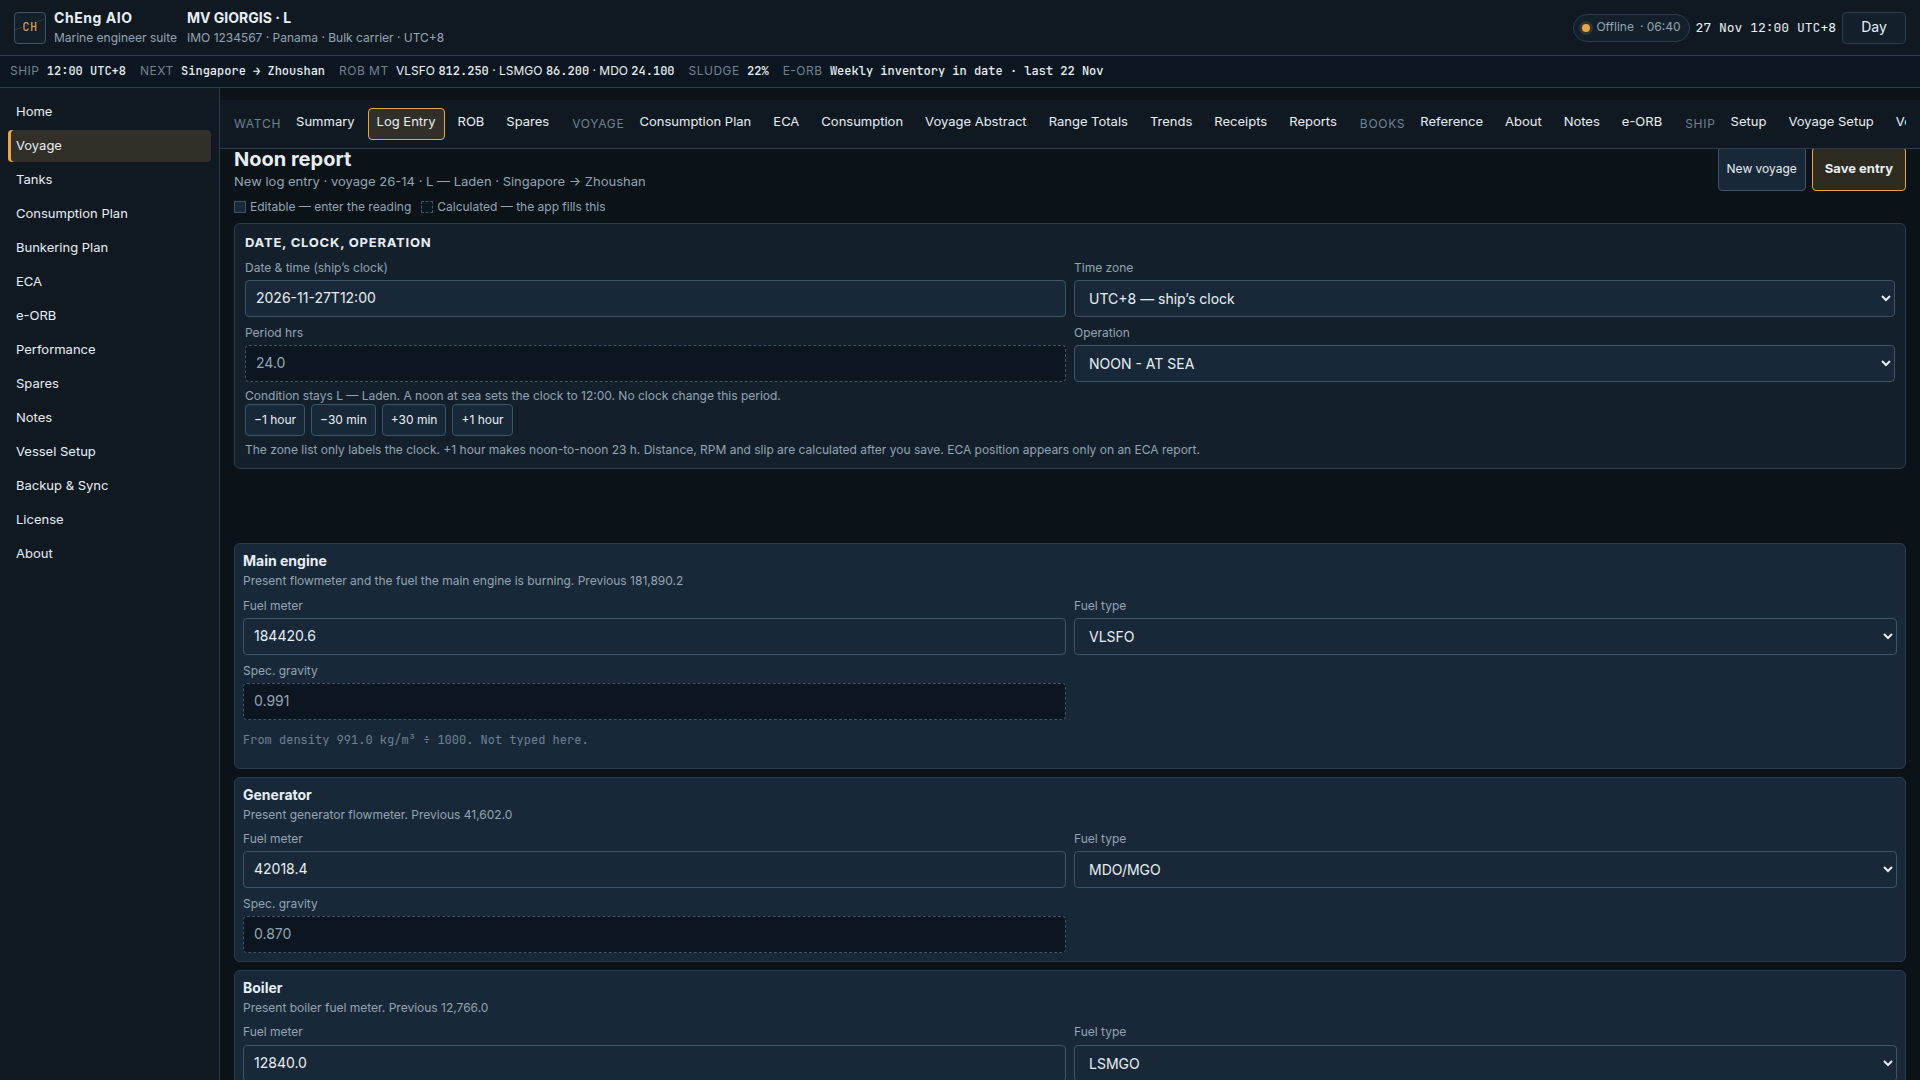 CH
ChEng AIO
Marine engineer suite
MV GIORGIS · L
IMO 1234567 · Panama · Bulk carrier · UTC+8
Offline · 06:40
27 Nov 12:00 UTC+8
Day
SHIP 12:00 UTC+8 NEXT Singapore → Zhoushan ROB MT VLSFO 812.250 · LSMGO 86.200 · MDO 24.100 SLUDGE 22% E-ORB Weekly inventory in date · last 22 Nov
Home
Voyage
Tanks
Consumption Plan
Bunkering Plan
ECA
e-ORB
Performance
Spares
Notes
Vessel Setup
Backup & Sync
License
About
WATCH Summary Log Entry ROB Spares VOYAGE Consumption Plan ECA Consumption Voyage Abstract Range Totals Trends Receipts Reports BOOKS Reference About Notes e-ORB SHIP Setup Voyage Setup
Noon report
New log entry · voyage 26-14 · L — Laden · Singapore → Zhoushan
New voyage
Save entry
Editable — enter the reading Calculated — the app fills this
DATE, CLOCK, OPERATION
Date & time (ship's clock) Time zone
2026-11-27T12:00 UTC+8 — ship's clock
Period hrs Operation
24.0 NOON - AT SEA
Condition stays L — Laden. A noon at sea sets the clock to 12:00. No clock change this period.
−1 hour −30 min +30 min +1 hour
The zone list only labels the clock. +1 hour makes noon-to-noon 23 h. Distance, RPM and slip are calculated after you save. ECA position appears only on an ECA report.
Main engine
Present flowmeter and the fuel the main engine is burning. Previous 181,890.2
Fuel meter Fuel type
184420.6 VLSFO
Spec. gravity
0.991
From density 991.0 kg/m³ ÷ 1000. Not typed here.
Generator
Present generator flowmeter. Previous 41,602.0
Fuel meter Fuel type
42018.4 MDO/MGO
Spec. gravity
0.870
Boiler
Present boiler fuel meter. Previous 12,766.0
Fuel meter Fuel type
12840.0 LSMGO